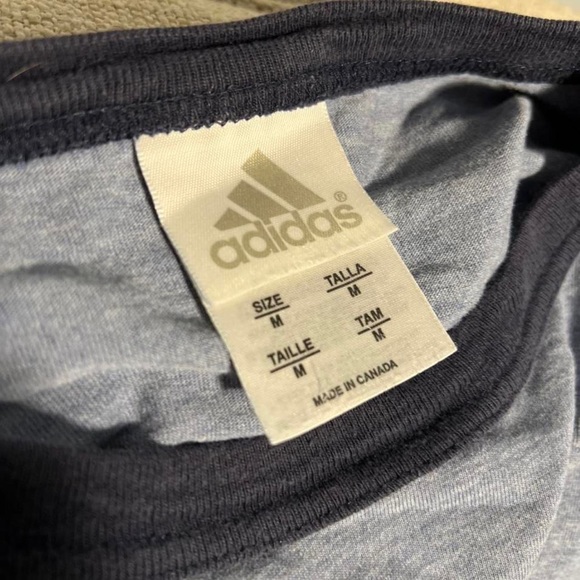 adidas®
SIZE TALLA
M M
TAILLE TAM
M M
MADE IN CANADA